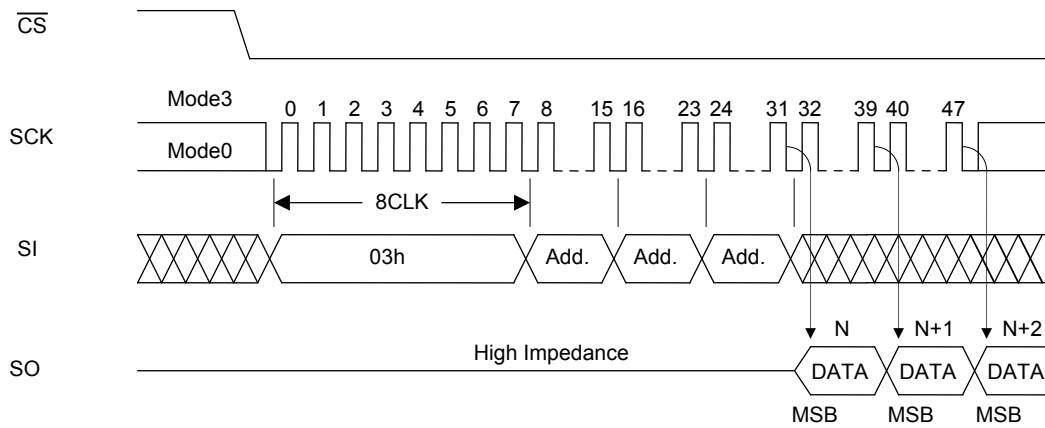 CS
Mode3
0 1 2 3 4 5 6 7 8 15 16 23 24 31 32 39 40 47
SCK
Mode0
8CLK
SI
03h Add. Add. Add.
N N+1 N+2
High Impedance
SO
DATA DATA DATA
MSB MSB MSB